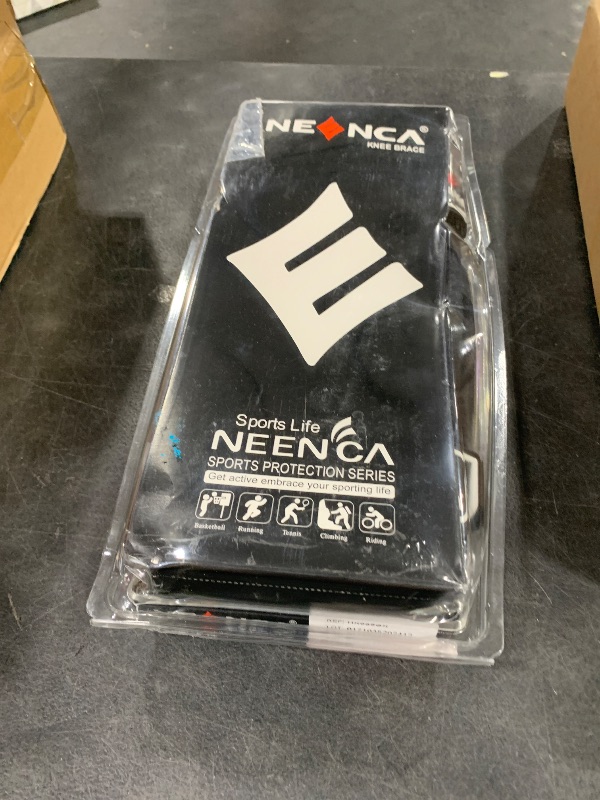 NEENCA®
KNEE BRACE
Sports Life
NEENCA
SPORTS PROTECTION SERIES
Get active embrace your sporting life
Basketball Running Tennis Climbing Riding